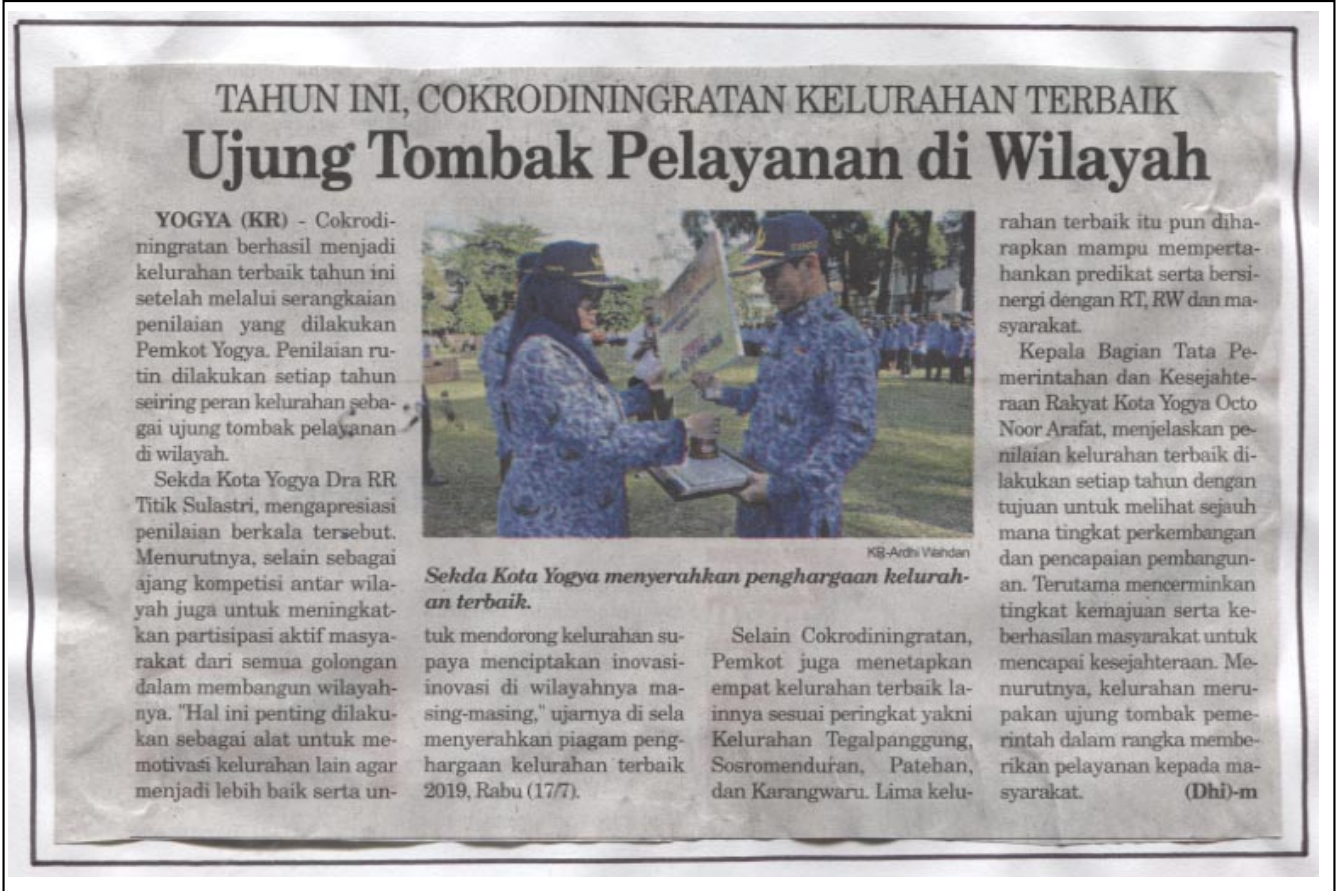 TAHUN INI, COKRODININGRATAN KELURAHAN TERBAIK
Ujung Tombak Pelayanan di Wilayah
YOGYA (KR) - Cokrodi-
ningratan berhasil menjadi
kelurahan terbaik tahun ini
setelah melalui serangkaian
penilaian yang dilakukan
Pemkot Yogya. Penilaian ru-
tin dilakukan setiap tahun
seiring peran kelurahan seba-
gai ujung tombak pelayanan
di wilayah.
Sekda Kota Yogya Dra RR
Titik Sulastri, mengapresiasi
penilaian berkala tersebut.
Menurutnya, selain sebagai
ajang kompetisi antar wila-
yah juga untuk meningkat-
kan partisipasi aktif masya-
rakat dari semua golongan
dalam membangun wilayah-
nya. "Hal ini penting dilaku-
kan sebagai alat untuk me-
motivasi kelurahan lain agar
menjadi lebih baik serta un-
KR-Ardhi Wahdan
Sekda Kota Yogya menyerahkan penghargaan kelurah-
an terbaik.
tuk mendorong kelurahan su-
paya menciptakan inovasi-
inovasi di wilayahnya ma-
sing-masing," ujarnya di sela
menyerahkan piagam peng-
hargaan kelurahan terbaik
2019, Rabu (17/7).
Selain Cokrodiningratan,
Pemkot juga menetapkan
empat kelurahan terbaik la-
innya sesuai peringkat yakni
Kelurahan Tegalpanggung,
Sosromenduran, Patehan,
dan Karangwaru. Lima kelu-
rahan terbaik itu pun diha-
rapkan mampu memperta-
hankan predikat serta bersi-
nergi dengan RT, RW dan ma-
syarakat.
Kepala Bagian Tata Pe-
merintahan dan Kesejahte-
raan Rakyat Kota Yogya Octo
Noor Arafat, menjelaskan pe-
nilaian kelurahan terbaik di-
lakukan setiap tahun dengan
tujuan untuk melihat sejauh
mana tingkat perkembangan
dan pencapaian pembangun-
an. Terutama mencerminkan
tingkat kemajuan serta ke-
berhasilan masyarakat untuk
mencapai kesejahteraan. Me-
nurutnya, kelurahan meru-
pakan ujung tombak peme-
rintah dalam rangka membe-
rikan pelayanan kepada ma-
syarakat. (Dhi)-m